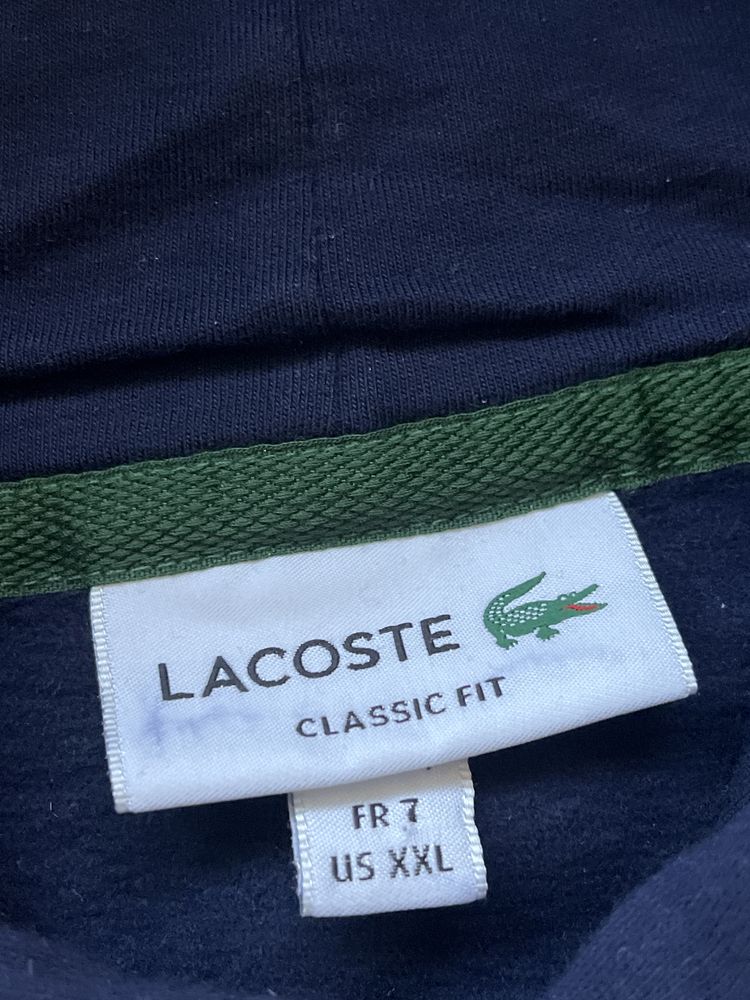 LACOSTE
CLASSIC FIT
FR 7
US XXL